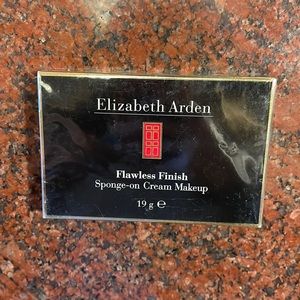 Elizabeth Arden
Flawless Finish
Sponge-on Cream Makeup
19 g ℮